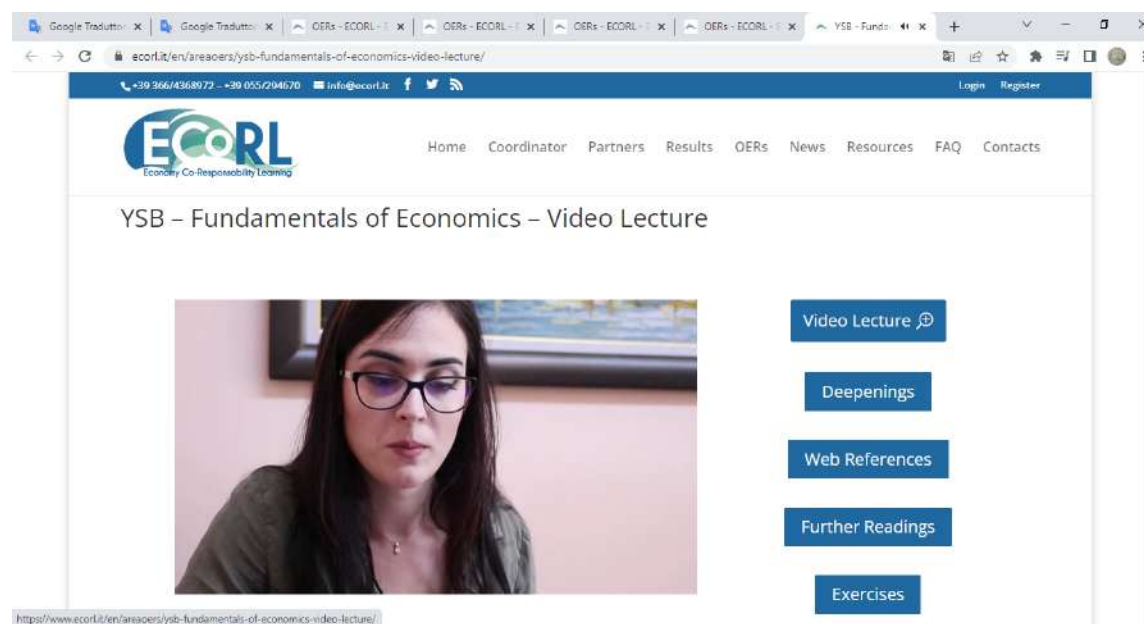 Google Tradutto
Google Tradutto
OERs - ECORL -
OERs - ECORL -
OERs - ECORL -
OERs - ECORL -
YSB - Funda
ecorl.it/en/areaoers/ysb-fundamentals-of-economics-video-lecture/
+39 366/4368972 – +39 055/294670 info@ecorl.it
Login Register
ECoRL
Economy Co-Responsability Learning
Home Coordinator Partners Results OERs News Resources FAQ Contacts
YSB – Fundamentals of Economics – Video Lecture
Video Lecture
Deepenings
Web References
Further Readings
Exercises
https://www.ecorl.it/en/areaoers/ysb-fundamentals-of-economics-video-lecture/